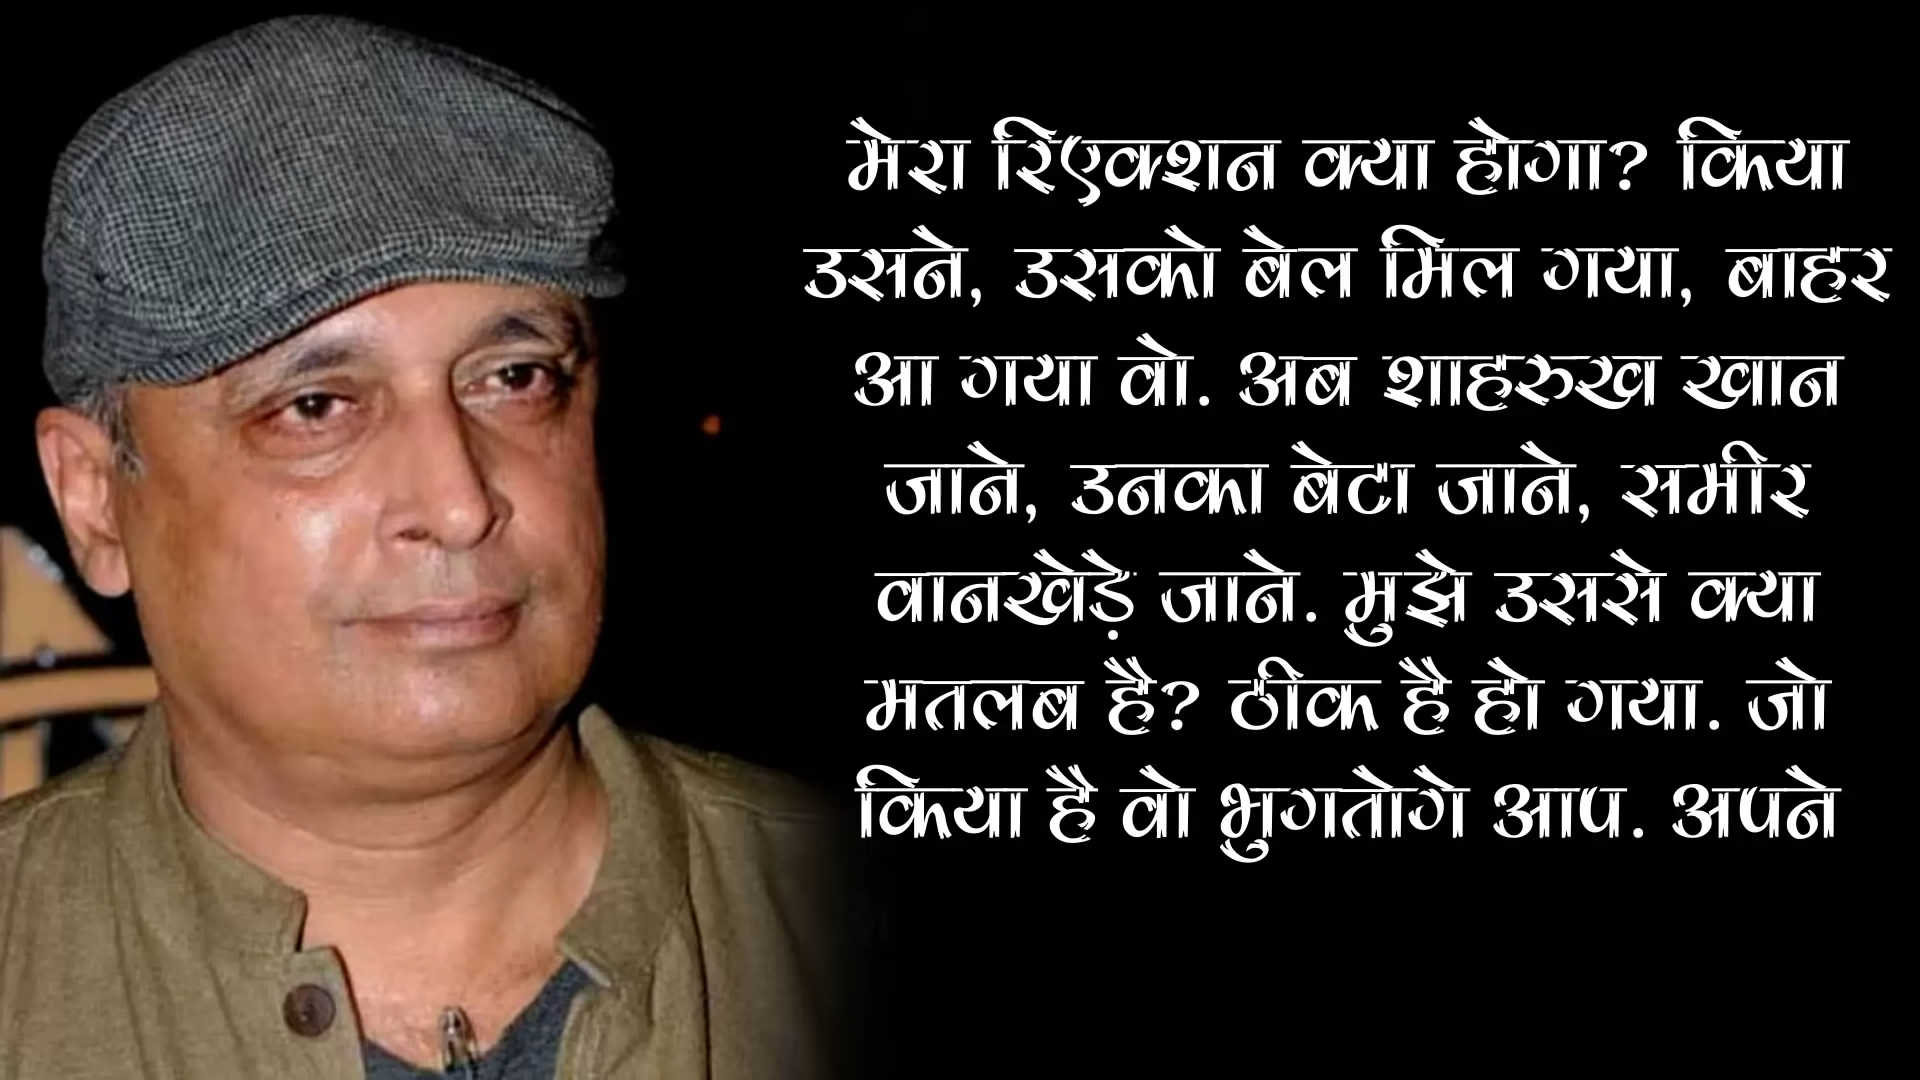 मेरा रिएक्शन क्या होगा? किया
उसने, उसको बेल मिल गया, बाहर
आ गया वो. अब शाहरुख खान
जाने, उनका बेटा जाने, समीर
वानखेड़े जाने. मुझे उससे क्या
मतलब है? ठीक है हो गया. जो
किया है वो भुगतोगे आप. अपने